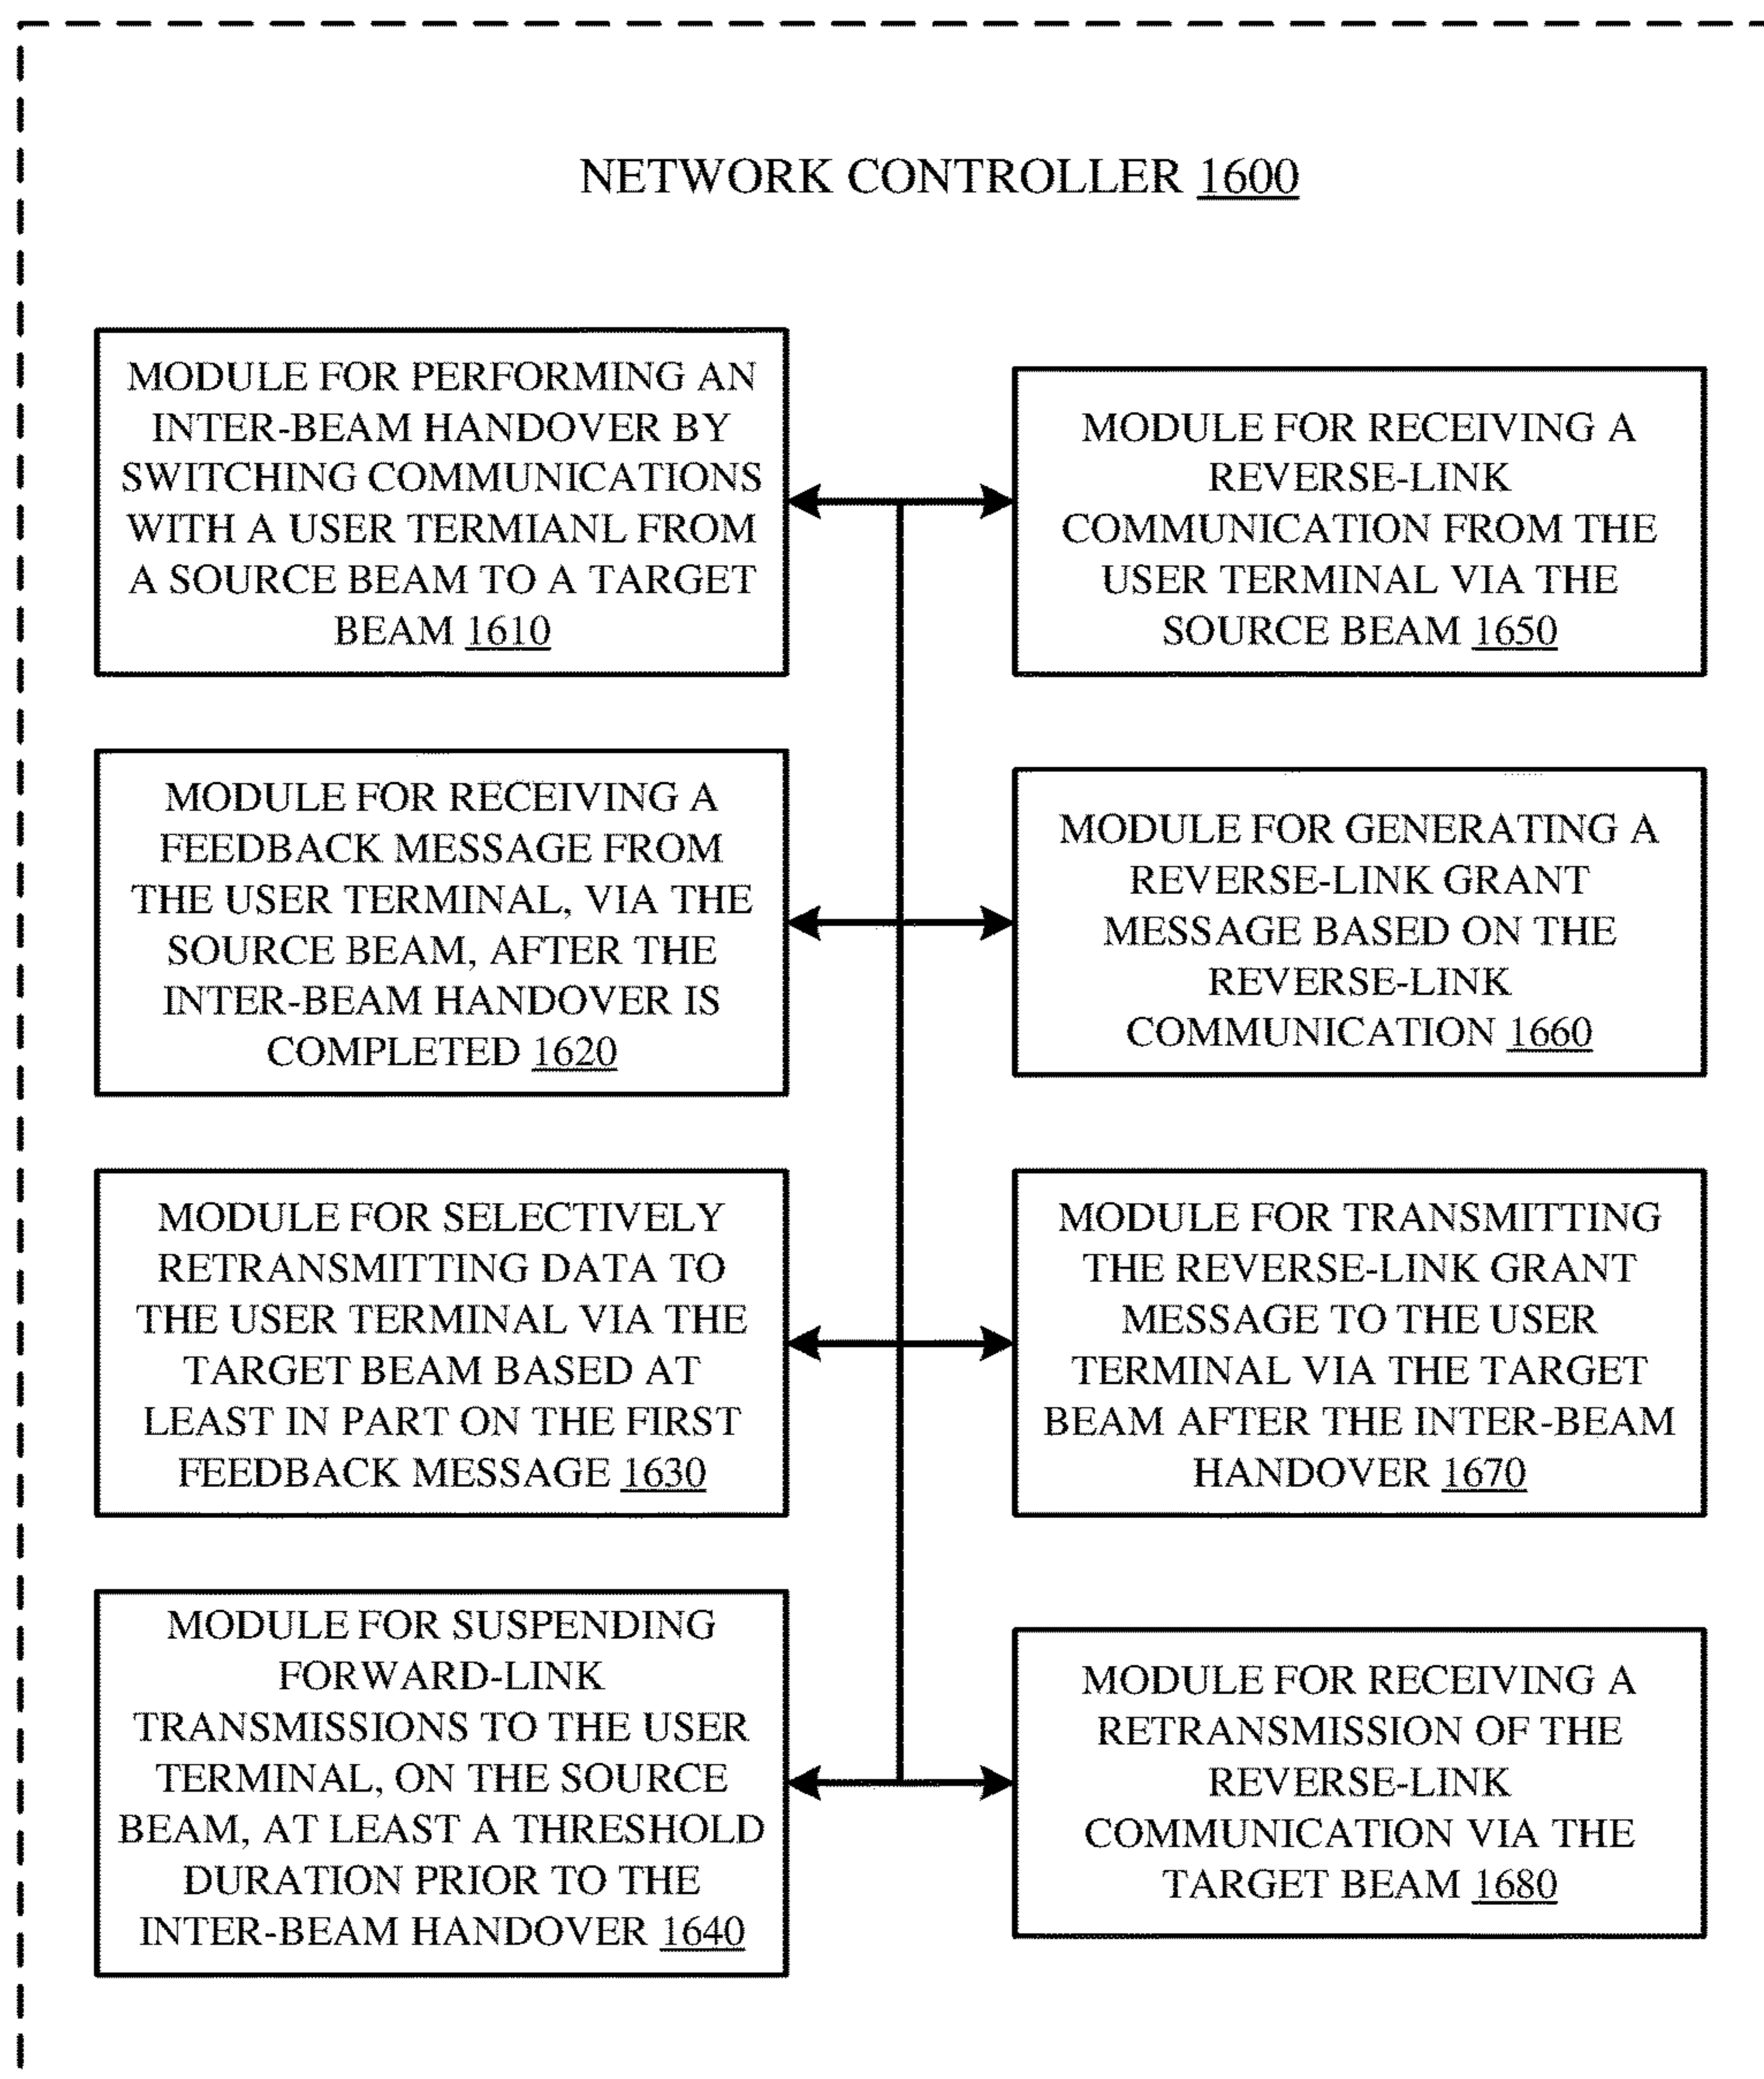 NETWORK CONTROLLER 1600
MODULE FOR PERFORMING AN
INTER-BEAM HANDOVER BY
SWITCHING COMMUNICATIONS
WITH A USER TERMIANL FROM
A SOURCE BEAM TO A TARGET
BEAM 1610
MODULE FOR RECEIVING A
FEEDBACK MESSAGE FROM
THE USER TERMINAL, VIA THE
SOURCE BEAM, AFTER THE
INTER-BEAM HANDOVER IS
COMPLETED 1620
MODULE FOR SELECTIVELY
RETRANSMITTING DATA TO
THE USER TERMINAL VIA THE
TARGET BEAM BASED AT
LEAST IN PART ON THE FIRST
FEEDBACK MESSAGE 1630
MODULE FOR SUSPENDING
FORWARD-LINK
TRANSMISSIONS TO THE USER
TERMINAL, ON THE SOURCE
BEAM, AT LEAST A THRESHOLD
DURATION PRIOR TO THE
INTER-BEAM HANDOVER 1640
MODULE FOR RECEIVING A
REVERSE-LINK
COMMUNICATION FROM THE
USER TERMINAL VIA THE
SOURCE BEAM 1650
MODULE FOR GENERATING A
REVERSE-LINK GRANT
MESSAGE BASED ON THE
REVERSE-LINK
COMMUNICATION 1660
MODULE FOR TRANSMITTING
THE REVERSE-LINK GRANT
MESSAGE TO THE USER
TERMINAL VIA THE TARGET
BEAM AFTER THE INTER-BEAM
HANDOVER 1670
MODULE FOR RECEIVING A
RETRANSMISSION OF THE
REVERSE-LINK
COMMUNICATION VIA THE
TARGET BEAM 1680